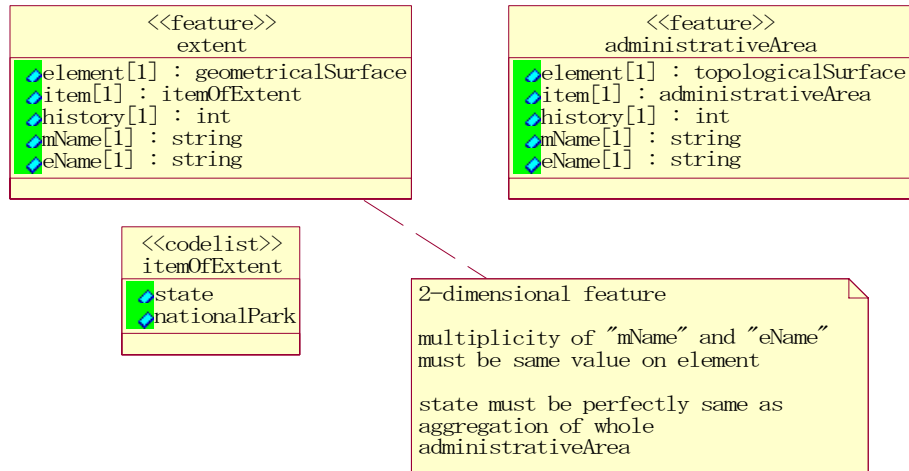 <<feature>>
extent
element[1] : geometricalSurface
item[1] : itemOfExtent
history[1] : int
mName[1] : string
eName[1] : string
<<feature>>
administrativeArea
element[1] : topologicalSurface
item[1] : administrativeArea
history[1] : int
mName[1] : string
eName[1] : string
<<codelist>>
itemOfExtent
state
nationalPark
2-dimensional feature
multiplicity of "mName" and "eName"
must be same value on element
state must be perfectly same as
aggregation of whole
administrativeArea